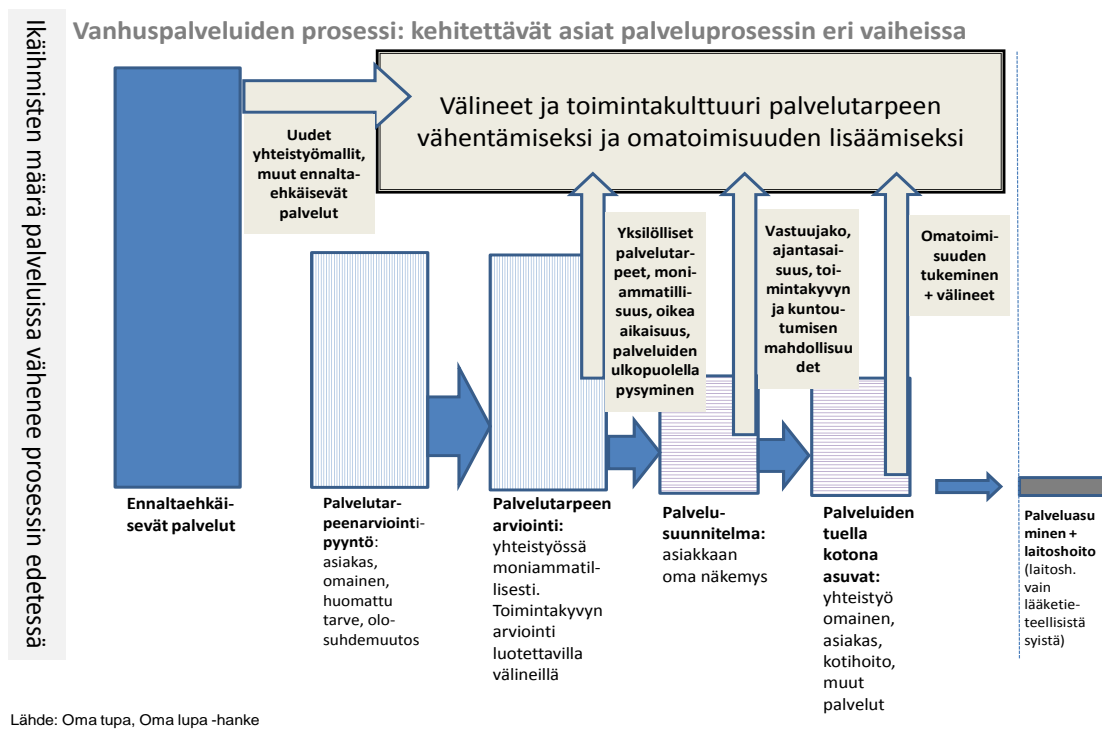 Vanhuspalveluiden prosessi: kehitettävät asiat palveluprosessin eri vaiheissa
Ikäihmisten määrä palveluissa vähenee prosessin edetessä
Välineet ja toimintakulttuuri palvelutarpeen
vähentämiseksi ja omatoimisuuden lisäämiseksi
Uudet
yhteistyömallit,
muut ennalta-
ehkäisevät
palvelut
Yksilölliset
palvelutar-
peet, moni-
ammatilli-
suus, oikea
aikaisuus,
palveluiden
ulkopuolella
pysyminen
Vastuujako,
ajantasai-
suus, toi-
mintakyvyn
ja kuntou-
tumisen
mahdollisuu
det
Omatoimi-
suuden
tukeminen
+ välineet
Ennaltaehkäi-
sevät palvelut
Palvelutar-
peenarviointi-
pyyntö:
asiakas,
omainen,
huomattu
tarve, olo-
suhdemuutos
Palvelutarpeen
arviointi:
yhteistyössä
moniammatil-
lisesti.
Toimintakyvyn
arviointi
luotettavilla
välineillä
Palvelu-
suunnitelma:
asiakkaan
oma näkemys
Palveluiden
tuella
kotona
asuvat:
yhteistyö
omainen,
asiakas,
kotihoito,
muut
palvelut
Palveluasu
minen +
laitoshoito
(laitosh.
vain
lääketie-
teellisistä
syistä)
Lähde: Oma tupa, Oma lupa -hanke